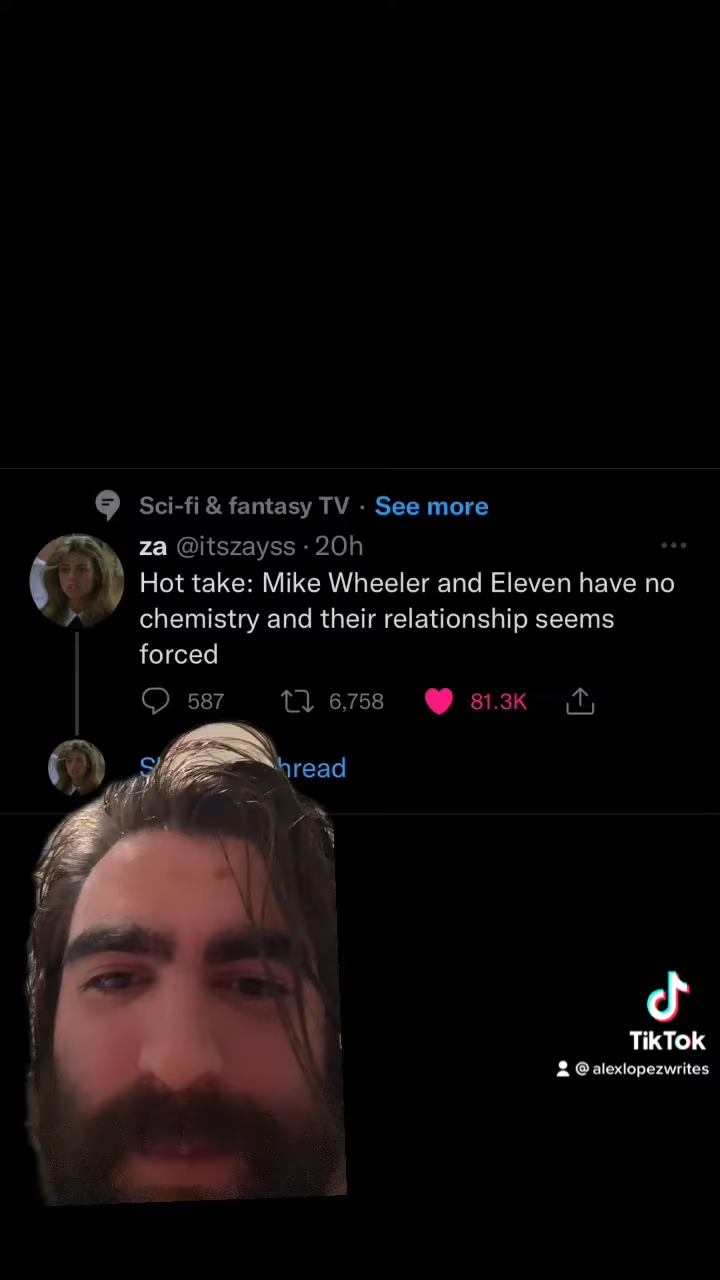 Sci-fi & fantasy TV · See more
za @itszayss · 20h
Hot take: Mike Wheeler and Eleven have no
chemistry and their relationship seems
forced
587 6,758 81.3K
TikTok
@alexlopezwrites